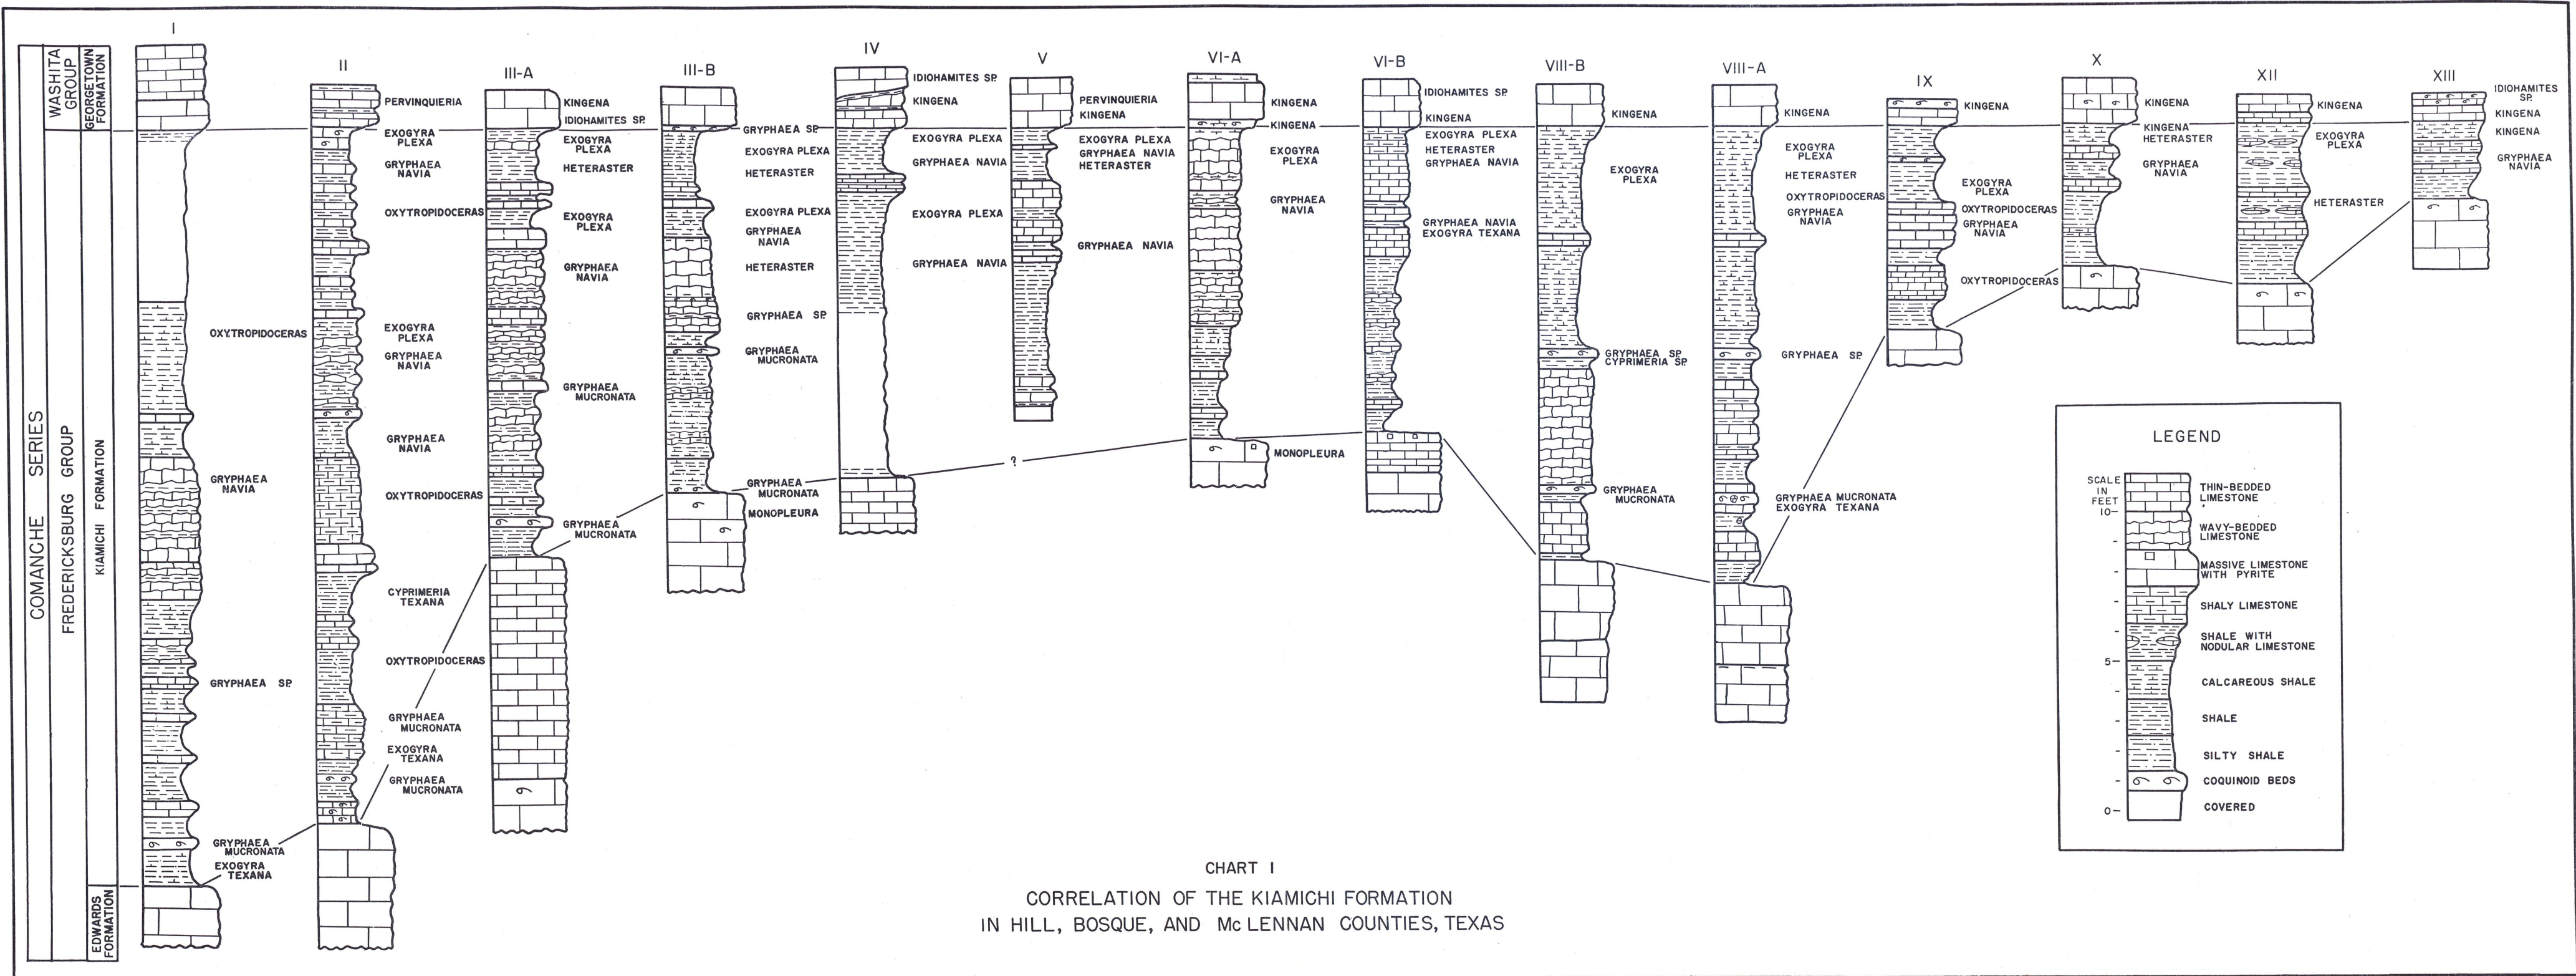 COMANCHE SERIES
WASHITA
GROUP
FREDERICKSBURG GROUP
GEORGETOWN
FORMATION
KIAMICHI FORMATION
EDWARDS
FORMATION
I
OXYTROPIDOCERAS
GRYPHAEA
NAVIA
GRYPHAEA SP.
GRYPHAEA
MUCRONATA
EXOGYRA
TEXANA
II
PERVINQUIERIA
EXOGYRA
PLEXA
GRYPHAEA
NAVIA
OXYTROPIDOCERAS
EXOGYRA
PLEXA
GRYPHAEA
NAVIA
GRYPHAEA
NAVIA
OXYTROPIDOCERAS
CYPRIMERIA
TEXANA
OXYTROPIDOCERAS
GRYPHAEA
MUCRONATA
EXOGYRA
TEXANA
GRYPHAEA
MUCRONATA
III-A
KINGENA
IDIOHAMITES SP.
EXOGYRA
PLEXA
HETERASTER
EXOGYRA
PLEXA
GRYPHAEA
NAVIA
GRYPHAEA
MUCRONATA
GRYPHAEA
MUCRONATA
III-B
GRYPHAEA SP.
EXOGYRA PLEXA
HETERASTER
EXOGYRA PLEXA
GRYPHAEA
NAVIA
HETERASTER
GRYPHAEA SP.
GRYPHAEA
MUCRONATA
GRYPHAEA
MUCRONATA
MONOPLEURA
IV
IDIOHAMITES SP.
KINGENA
EXOGYRA PLEXA
GRYPHAEA NAVIA
EXOGYRA PLEXA
GRYPHAEA NAVIA
?
V
PERVINQUIERIA
KINGENA
EXOGYRA PLEXA
GRYPHAEA NAVIA
HETERASTER
GRYPHAEA NAVIA
VI-A
KINGENA
KINGENA
EXOGYRA
PLEXA
GRYPHAEA
NAVIA
MONOPLEURA
VI-B
IDIOHAMITES SP.
KINGENA
EXOGYRA PLEXA
HETERASTER
GRYPHAEA NAVIA
GRYPHAEA NAVIA
EXOGYRA TEXANA
VIII-B
KINGENA
EXOGYRA
PLEXA
GRYPHAEA SP.
CYPRIMERIA SP.
GRYPHAEA
MUCRONATA
VIII-A
KINGENA
EXOGYRA
PLEXA
HETERASTER
OXYTROPIDOCERAS
GRYPHAEA
NAVIA
GRYPHAEA SP.
GRYPHAEA MUCRONATA
EXOGYRA TEXANA
IX
KINGENA
EXOGYRA
PLEXA
OXYTROPIDOCERAS
GRYPHAEA
NAVIA
OXYTROPIDOCERAS
X
KINGENA
KINGENA
HETERASTER
GRYPHAEA
NAVIA
XII
KINGENA
EXOGYRA
PLEXA
HETERASTER
XIII
IDIOHAMITES
SP.
KINGENA
KINGENA
GRYPHAEA
NAVIA
LEGEND
SCALE
IN
FEET
10
5
0
THIN-BEDDED
LIMESTONE
WAVY-BEDDED
LIMESTONE
MASSIVE LIMESTONE
WITH PYRITE
SHALY LIMESTONE
SHALE WITH
NODULAR LIMESTONE
CALCAREOUS SHALE
SHALE
SILTY SHALE
COQUINOID BEDS
COVERED
CHART I
CORRELATION OF THE KIAMICHI FORMATION
IN HILL, BOSQUE, AND McLENNAN COUNTIES, TEXAS